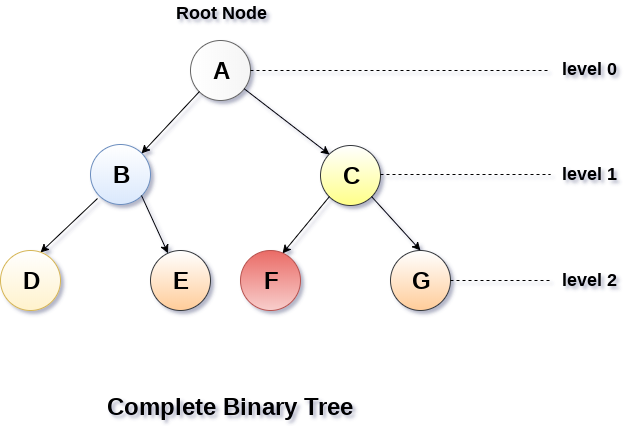 Root Node
A
level 0
B
C
level 1
D
E
F
G
level 2
Complete Binary Tree